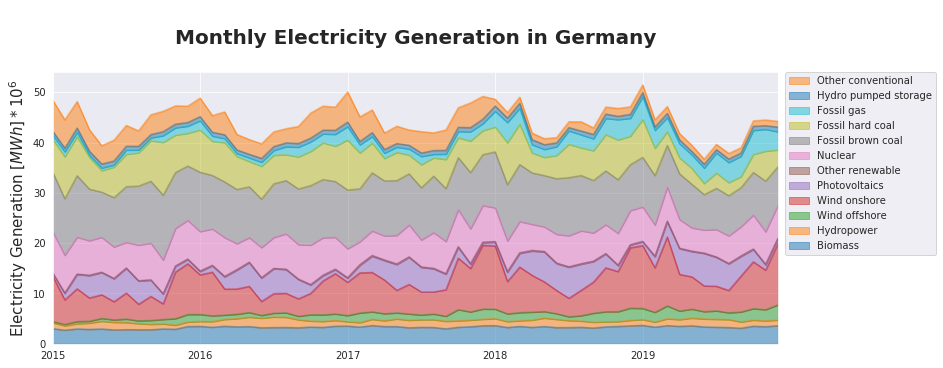 Monthly Electricity Generation in Germany
Electricity Generation [MWh] * 10^6
50
40
30
20
10
0
2015
2016
2017
2018
2019
Other conventional
Hydro pumped storage
Fossil gas
Fossil hard coal
Fossil brown coal
Nuclear
Other renewable
Photovoltaics
Wind onshore
Wind offshore
Hydropower
Biomass